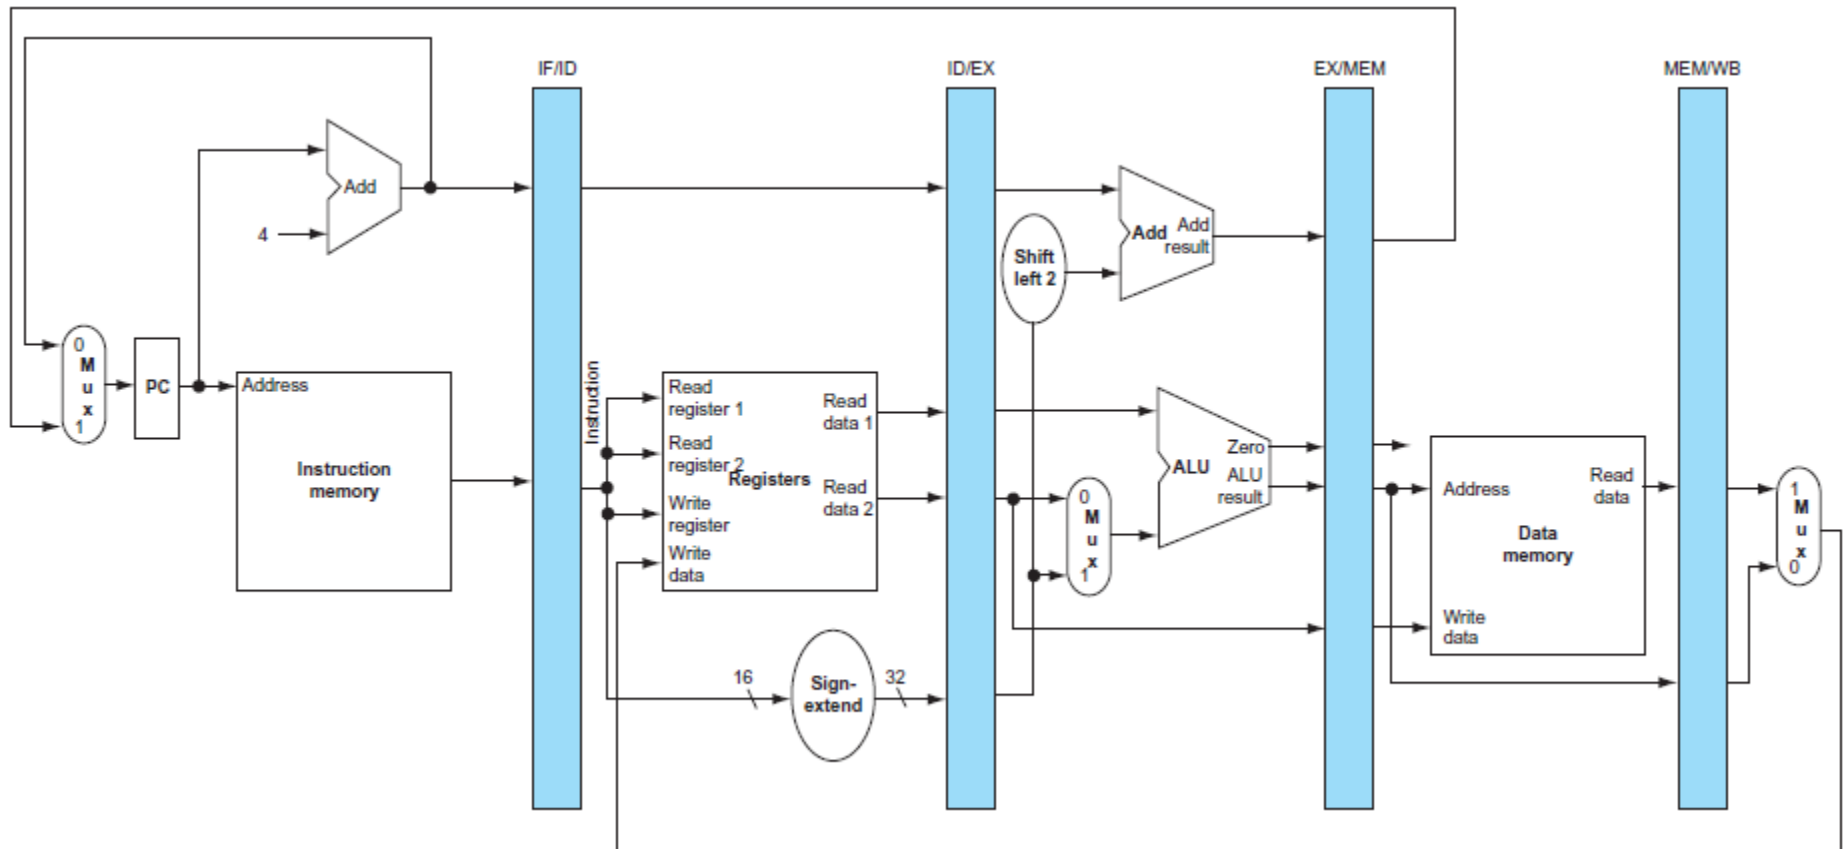 IF/ID
ID/EX
EX/MEM
MEM/WB
Add
4
Shift
left 2
Add
Add
result
0
M
u
x
1
PC
Address
Instruction
memory
Instruction
Read
register 1
Read
register 2
Write
register
Write
data
Registers
Read
data 1
Read
data 2
16
Sign-
extend
32
0
M
u
x
1
ALU
Zero
ALU
result
Address
Read
data
Data
memory
Write
data
1
M
u
x
0